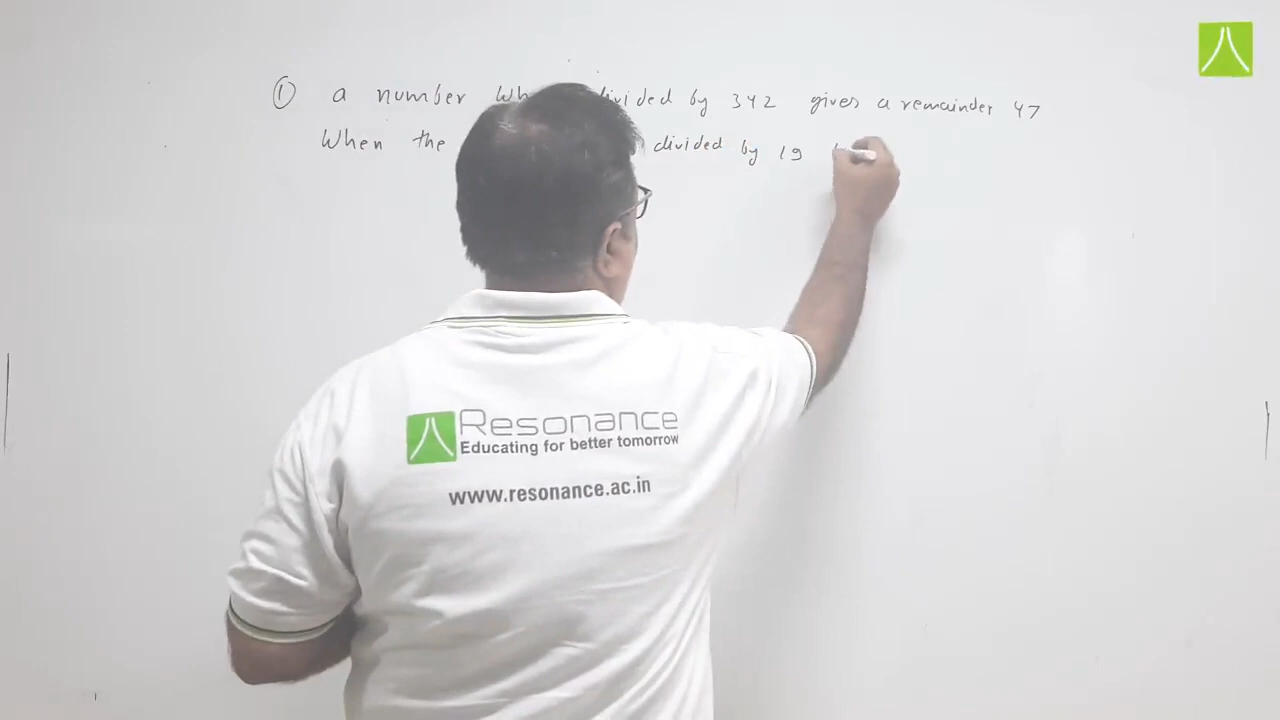 ① a number divided by 342 gives a remainder 47
When the divided by 19
Resonance
Educating for better tomorrow
www.resonance.ac.in